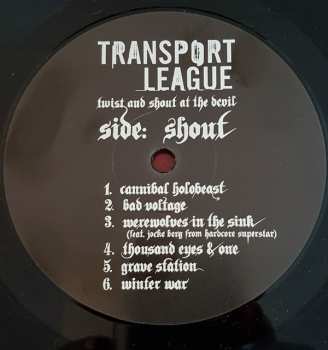 TRANSPORT
LEAGUE
twist and shout at the devil
side: shout
1. cannibal holobeast
2. bad voltage
3. werewolves in the sink
(feat. jocke berg from hardcore superstar)
4. thousand eyes & one
5. grave station
6. winter war